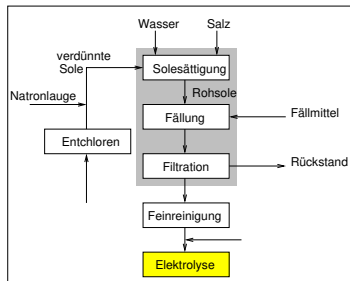 Wasser
Salz
verdünnte
Sole
Solesättigung
Rohsole
Natronlauge
Fällung
Fällmittel
Entchloren
Filtration
Rückstand
Feinreinigung
Elektrolyse